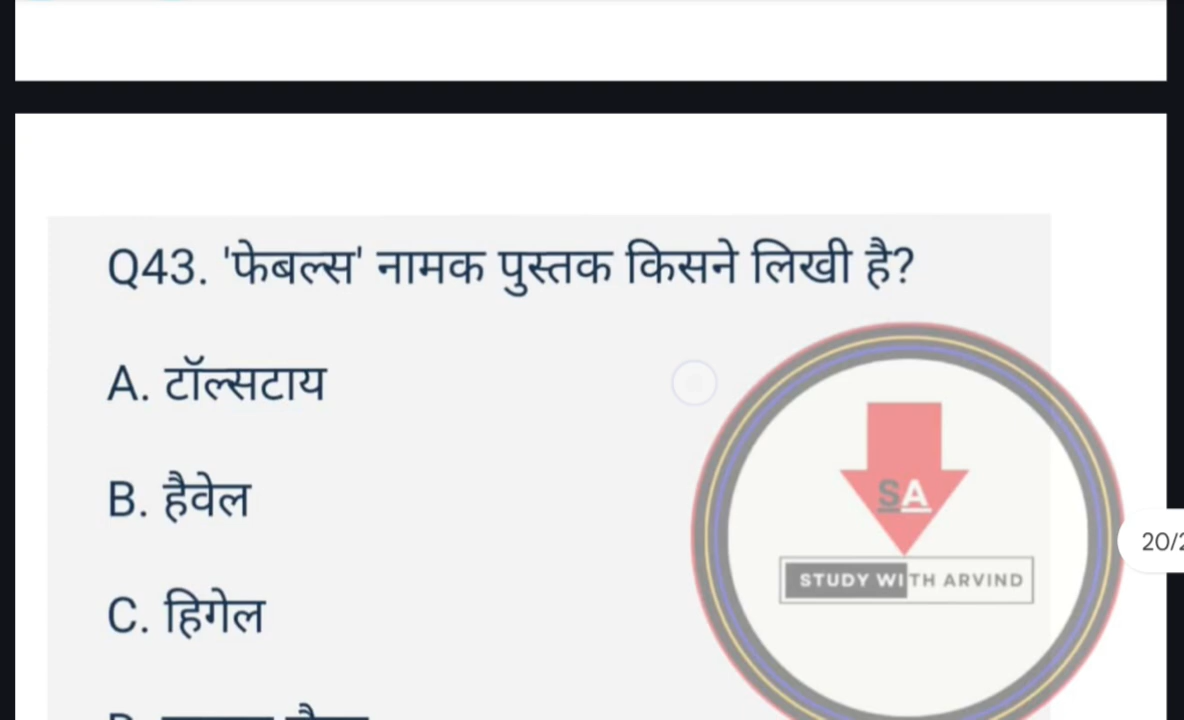 Q43. 'फेबल्स' नामक पुस्तक किसने लिखी है?
A. टॉल्सटाय
SA
B. हैवेल
20/
STUDY WITH ARVIND
C. हिगेल